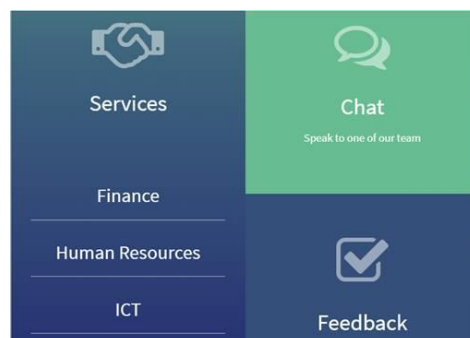 Services
Finance
Human Resources
ICT
Chat
Speak to one of our team
Feedback